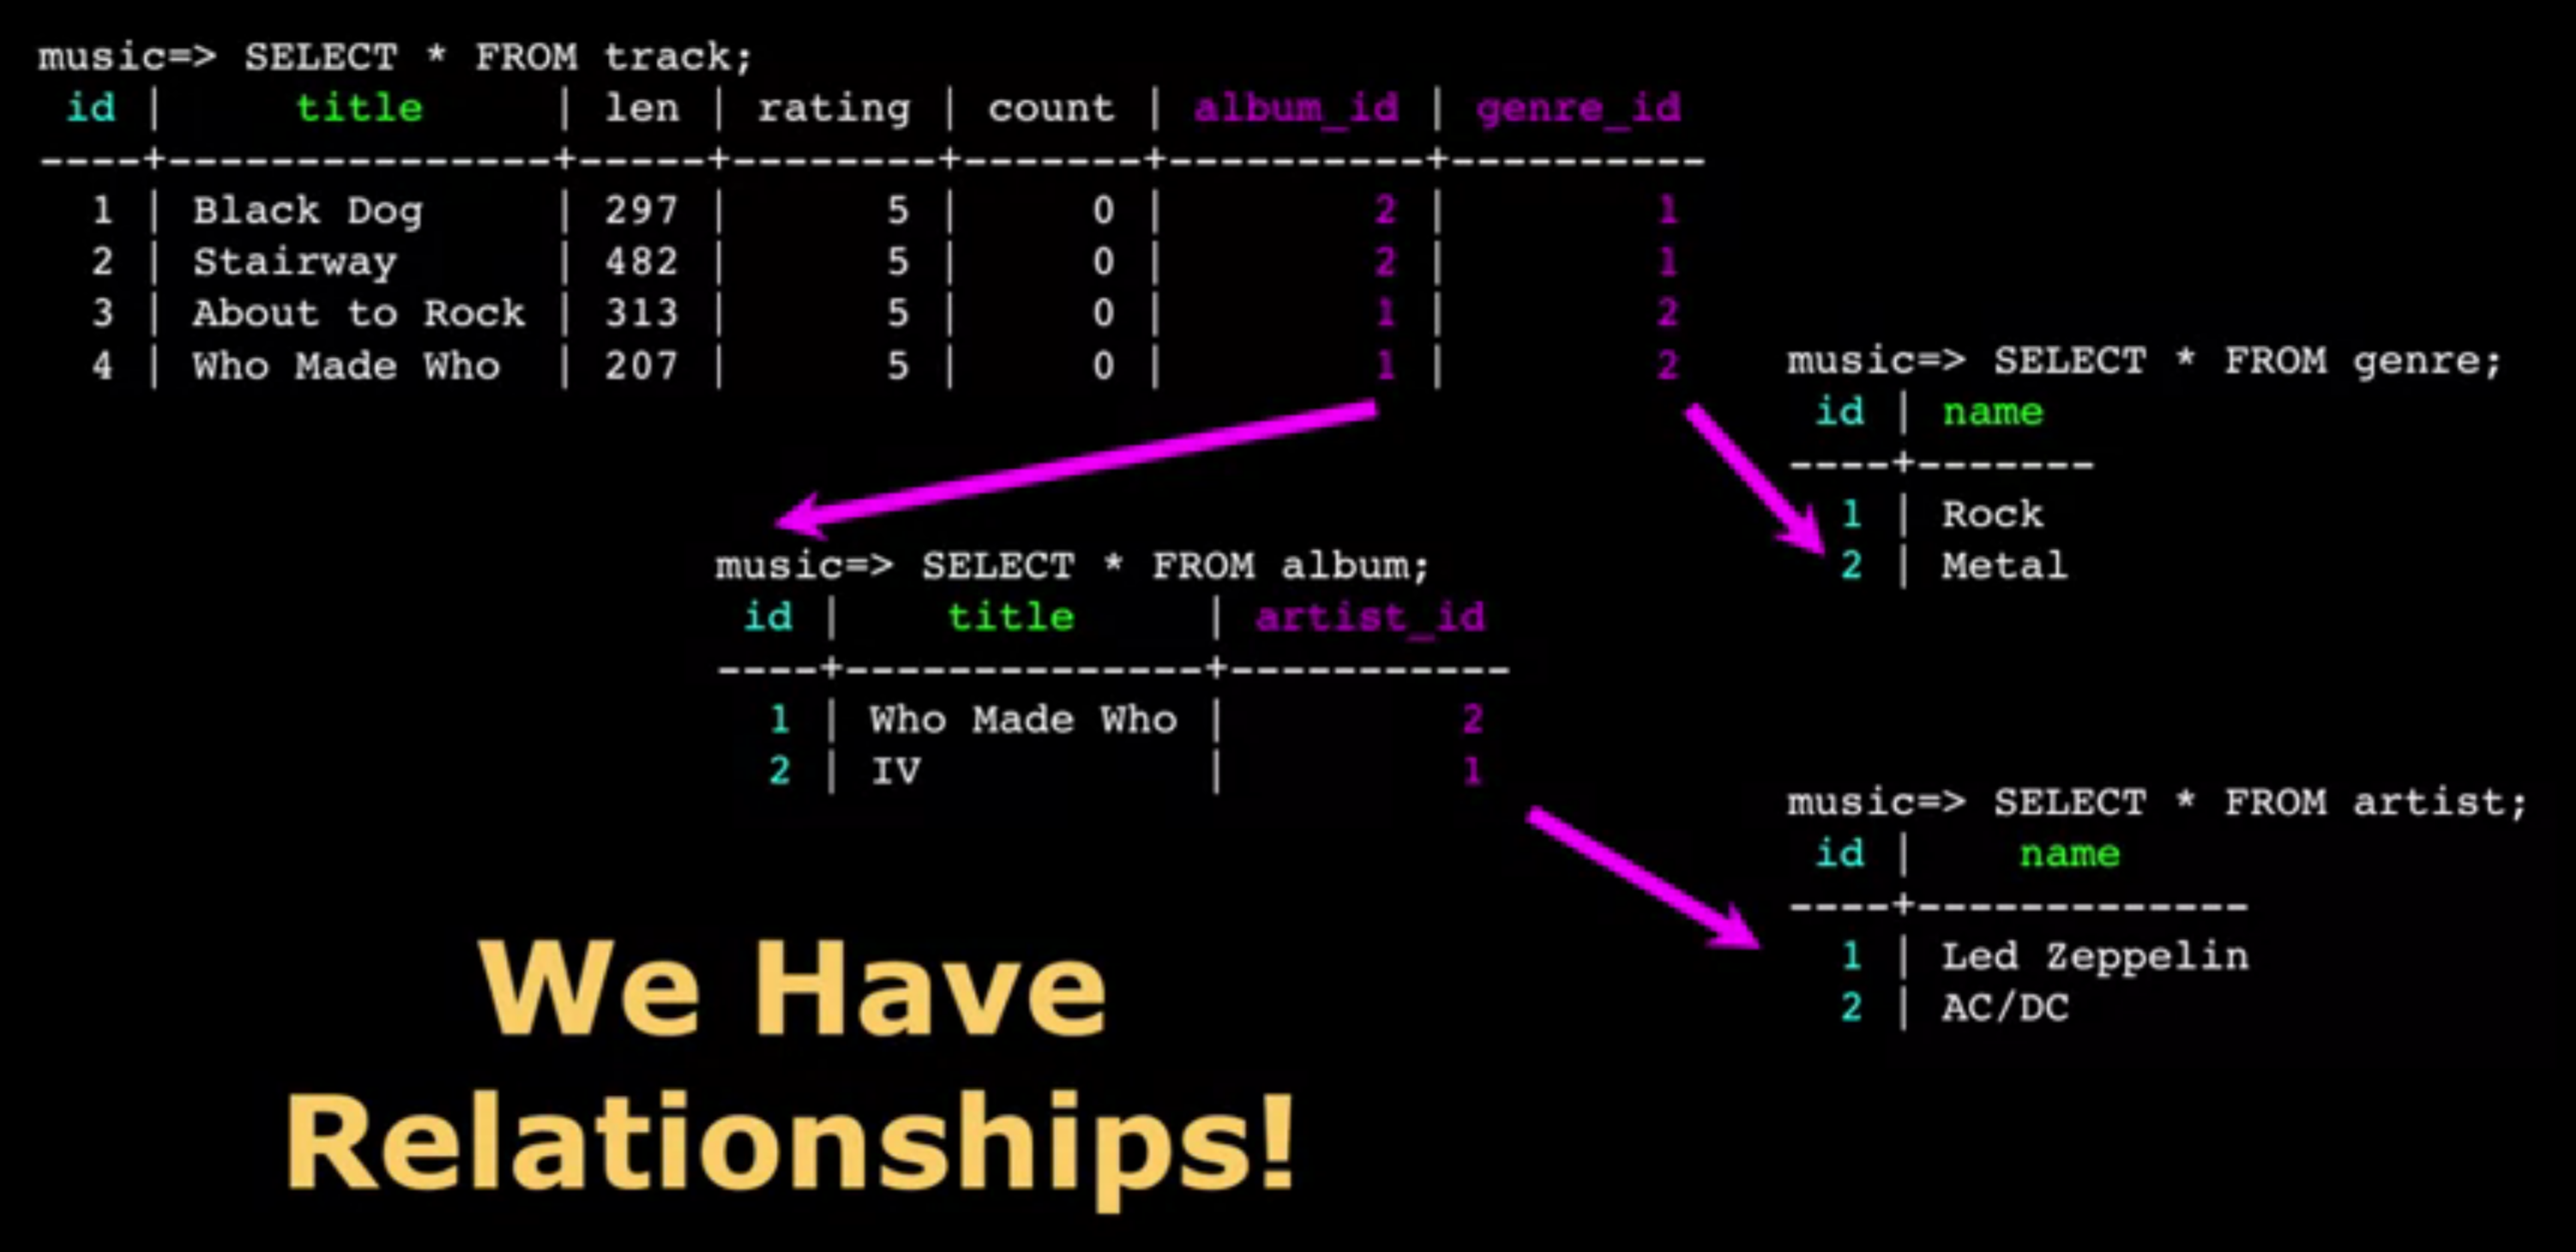 music=> SELECT * FROM track;
 id |     title     | len | rating | count | album_id | genre_id
----+---------------+-----+--------+-------+----------+----------
  1 | Black Dog     | 297 |      5 |     0 |        2 |        1
  2 | Stairway      | 482 |      5 |     0 |        2 |        1
  3 | About to Rock | 313 |      5 |     0 |        1 |        2
  4 | Who Made Who  | 207 |      5 |     0 |        1 |        2
music=> SELECT * FROM genre;
 id | name
----+-------
  1 | Rock
  2 | Metal
music=> SELECT * FROM album;
 id |    title     | artist_id
----+--------------+-----------
  1 | Who Made Who |         2
  2 | IV           |         1
music=> SELECT * FROM artist;
 id |    name
----+-------------
  1 | Led Zeppelin
  2 | AC/DC
We Have
Relationships!